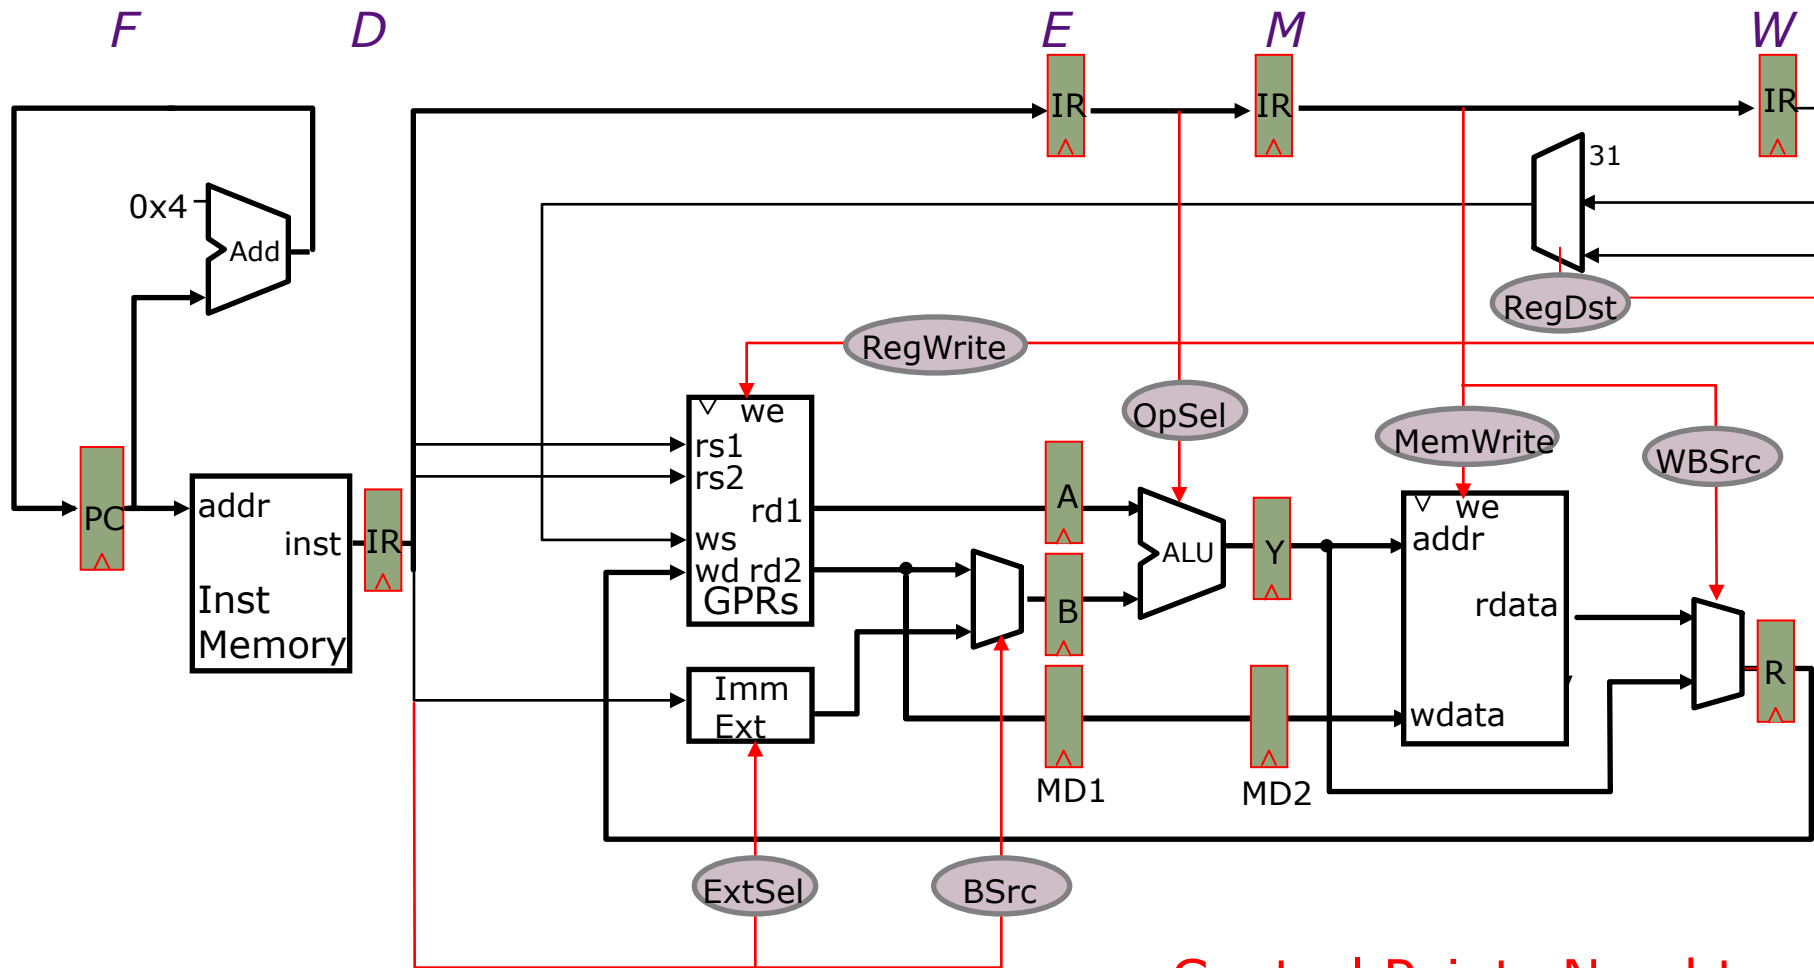 F D E M W
IR IR IR
31
0x4
Add
RegDst
RegWrite
we
OpSel
MemWrite
WBSrc
rs1
rs2
rd1
ws
wd rd2
GPRs
PC
addr
inst
Inst
Memory
IR
A
B
ALU
Y
we
addr
rdata
wdata
R
Imm
Ext
MD1
MD2
ExtSel
BSrc